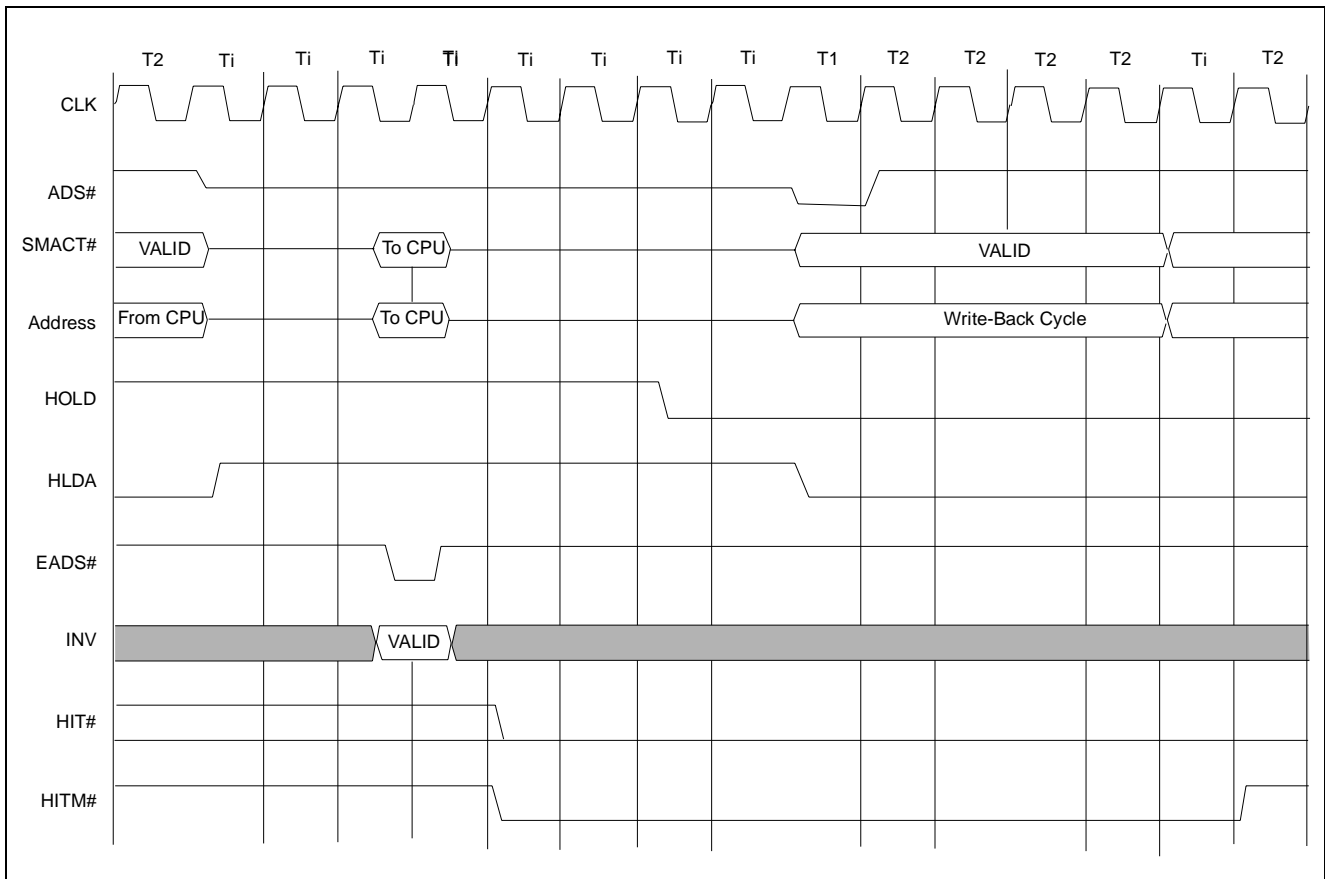 T2 Ti Ti Ti Ti Ti Ti Ti Ti T1 T2 T2 T2 T2 Ti T2
CLK
ADS#
SMACT# VALID To CPU VALID
Address From CPU To CPU Write-Back Cycle
HOLD
HLDA
EADS#
INV VALID
HIT#
HITM#